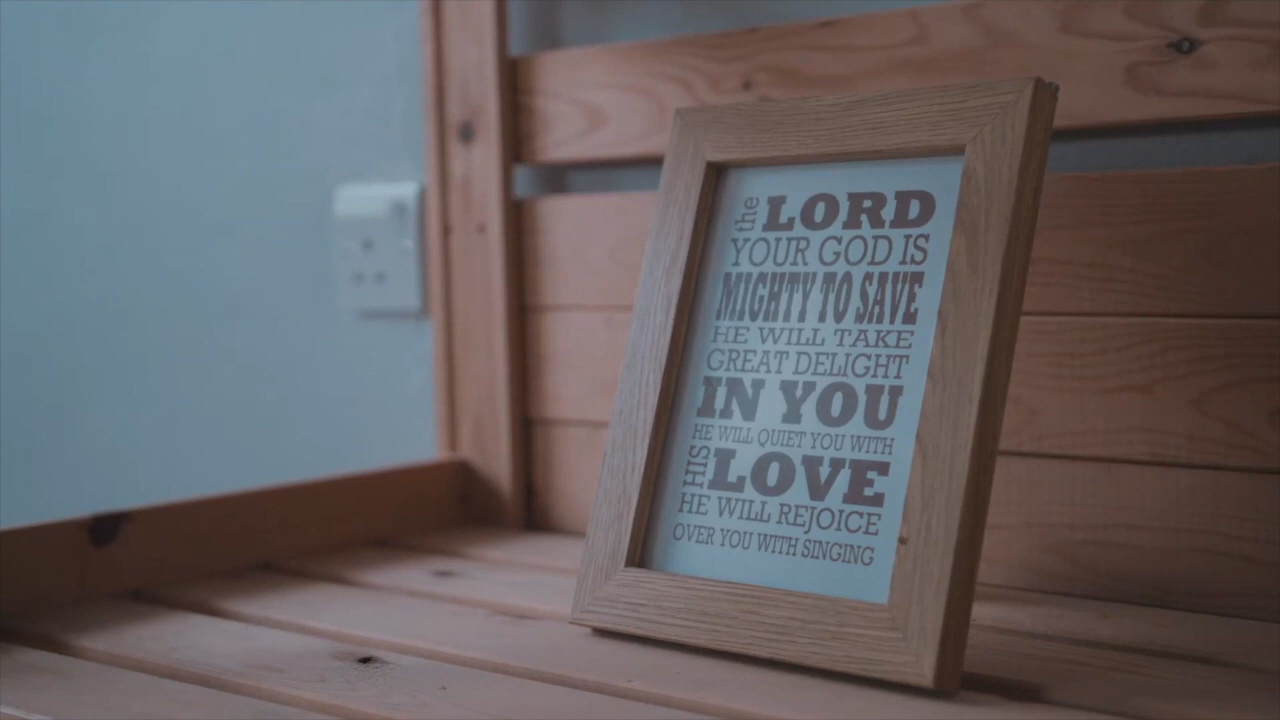 the LORD
YOUR GOD IS
MIGHTY TO SAVE
HE WILL TAKE
GREAT DELIGHT
IN YOU
HE WILL QUIET YOU WITH
HIS LOVE
HE WILL REJOICE
OVER YOU WITH SINGING